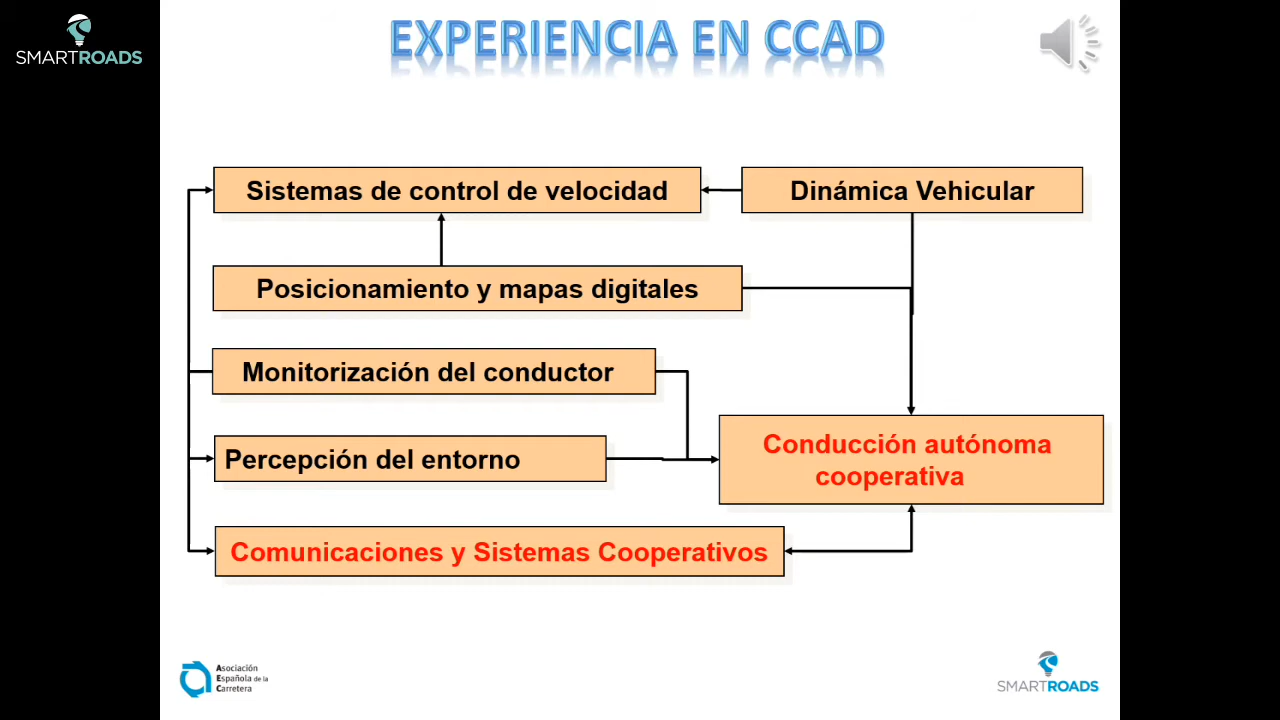 SMARTROADS
EXPERIENCIA EN CCAD
Sistemas de control de velocidad
Dinámica Vehicular
Posicionamiento y mapas digitales
Monitorización del conductor
Percepción del entorno
Conducción autónoma
cooperativa
Comunicaciones y Sistemas Cooperativos
Asociación
Española de la
Carretera
SMARTROADS